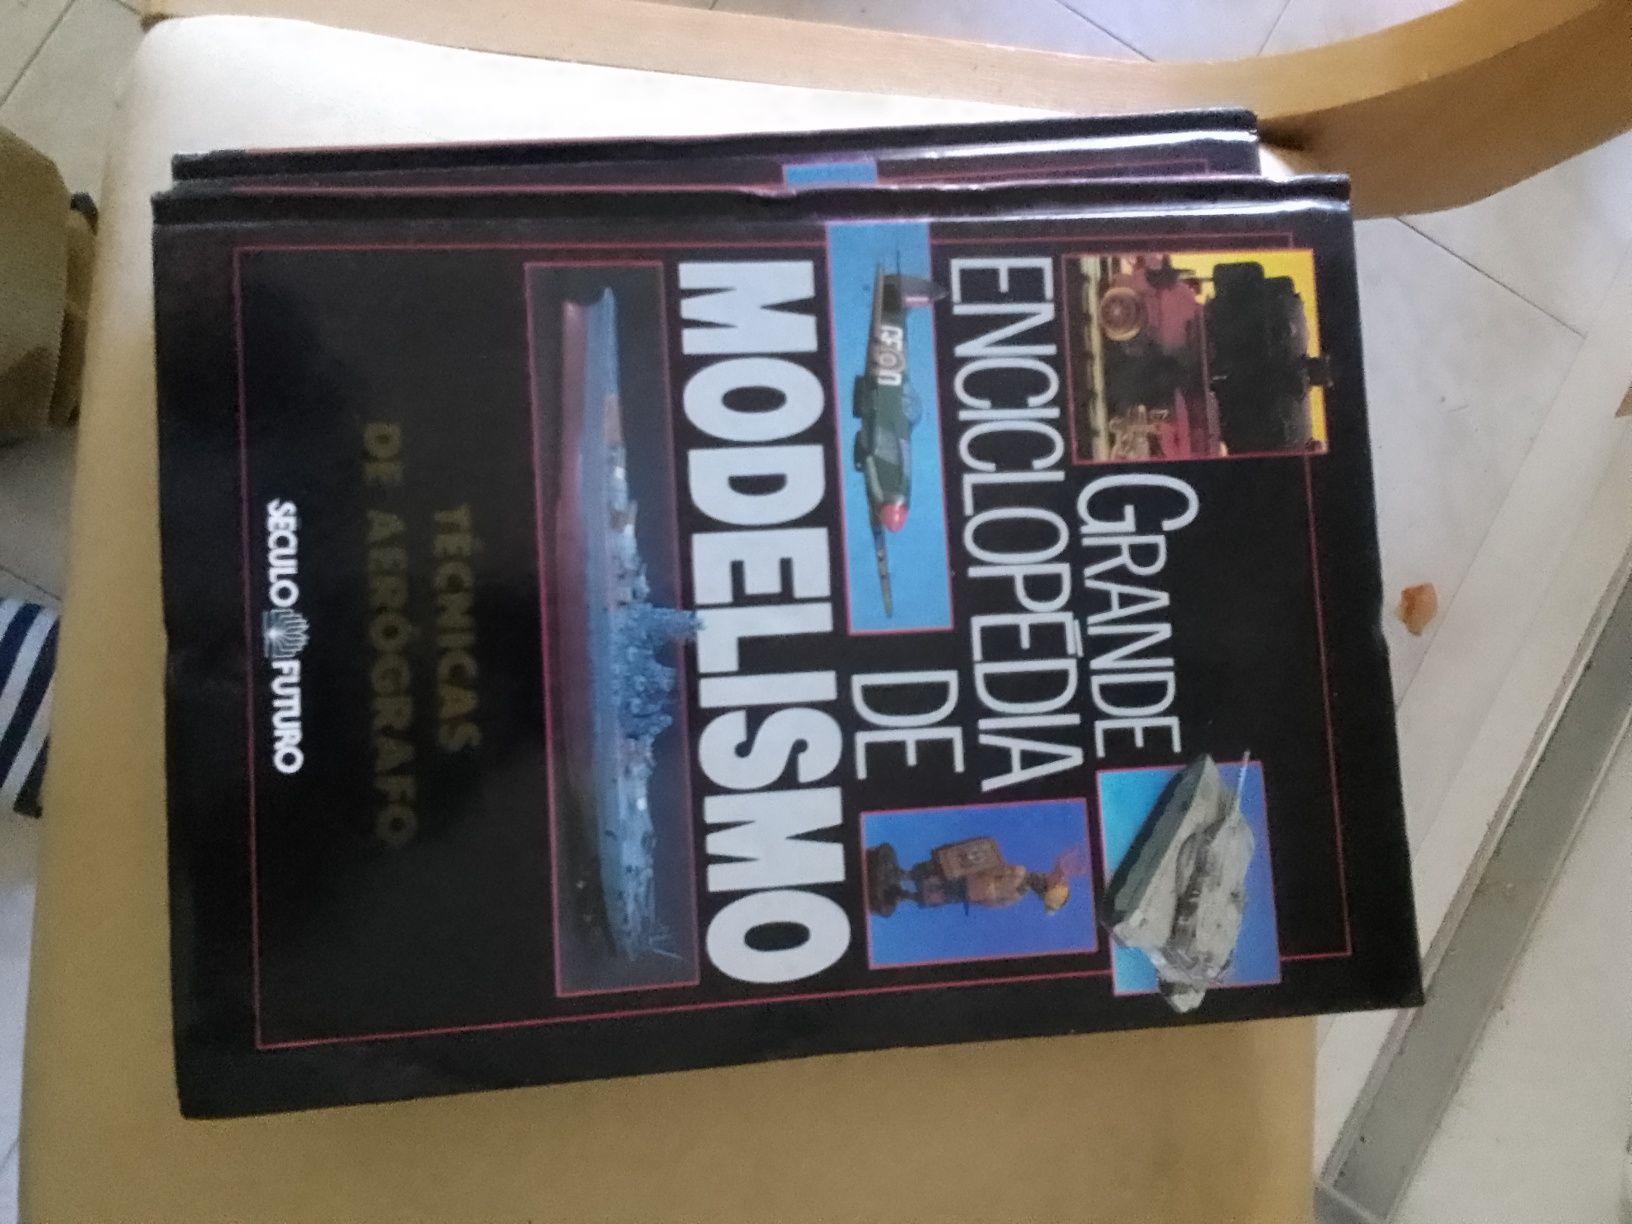 GRANDE
ENCICLOPÉDIA
DE
MODELISMO
TÉCNICAS
DE AERÓGRAFO
SÉCULO FUTURO